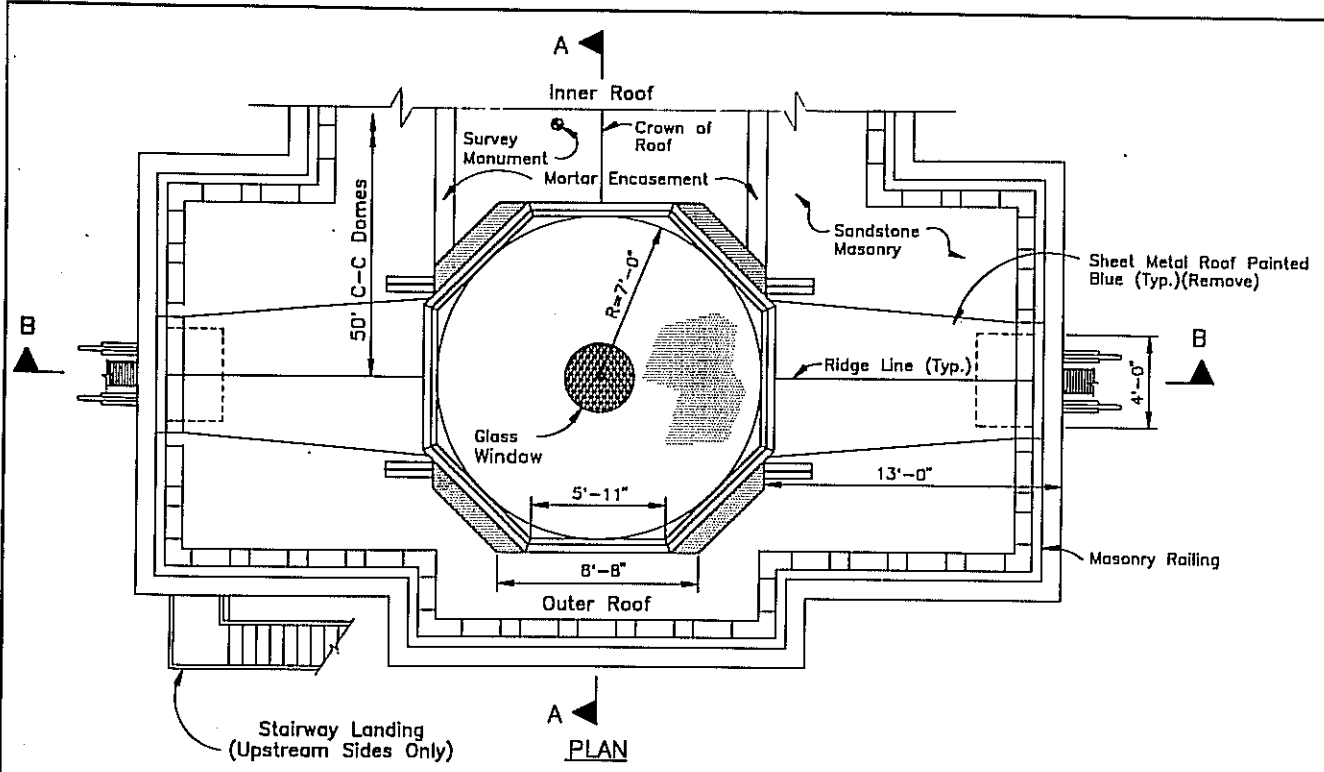 A
Inner Roof
Survey
Monument
Crown of
Roof
Mortar Encasement
50' C-C Domes
Sandstone
Masonry
Sheet Metal Roof Painted
Blue (Typ.)(Remove)
R=7'-0"
B
B
Ridge Line (Typ.)
4'-0"
Glass
Window
5'-11"
13'-0"
8'-8"
Masonry Railing
Outer Roof
A
Stairway Landing
(Upstream Sides Only)
PLAN